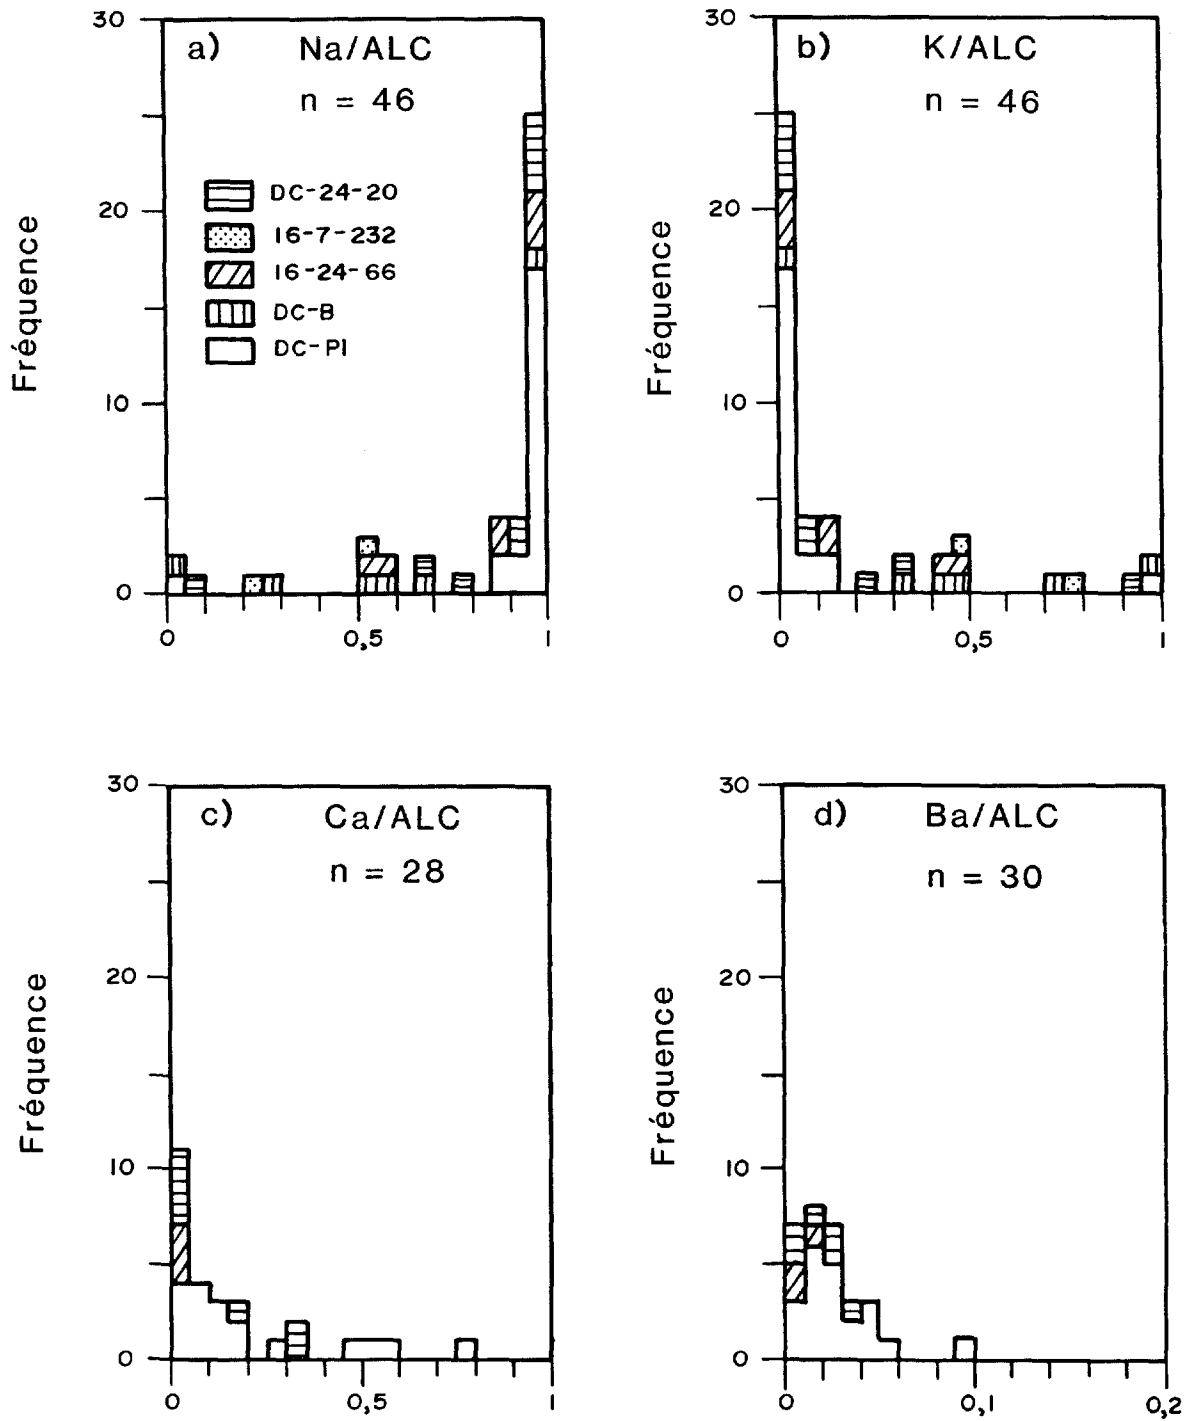 a) Na/ALC
n = 46
DC-24-20
16-7-232
16-24-66
DC-B
DC-PI
Fréquence
30
20
10
0
0 0,5 1
b) K/ALC
n = 46
Fréquence
30
20
10
0
0 0,5 1
c) Ca/ALC
n = 28
Fréquence
30
20
10
0
0 0,5 1
d) Ba/ALC
n = 30
Fréquence
30
20
10
0
0 0,1 0,2